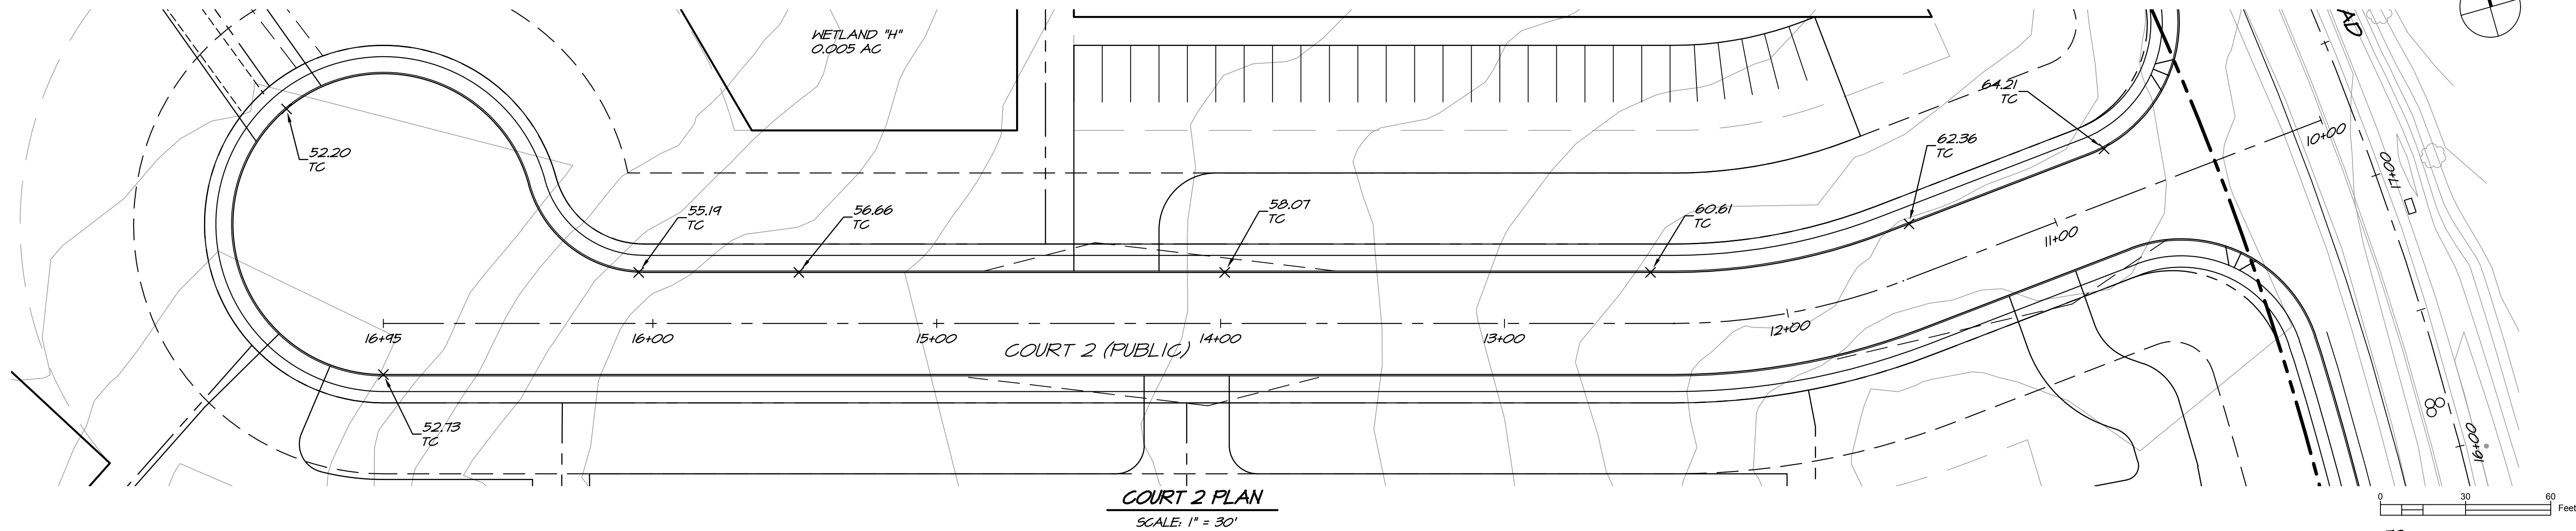 WETLAND "H"
0.005 AC
AD
64.21
TC
10+00
52.20
TC
62.36
TC
17+00
55.19
TC
56.66
TC
58.07
TC
60.61
TC
11+00
16+95
16+00
15+00
14+00
13+00
12+00
COURT 2 (PUBLIC)
52.73
TC
16+00
COURT 2 PLAN
SCALE: 1" = 30'
0 30 60
Feet